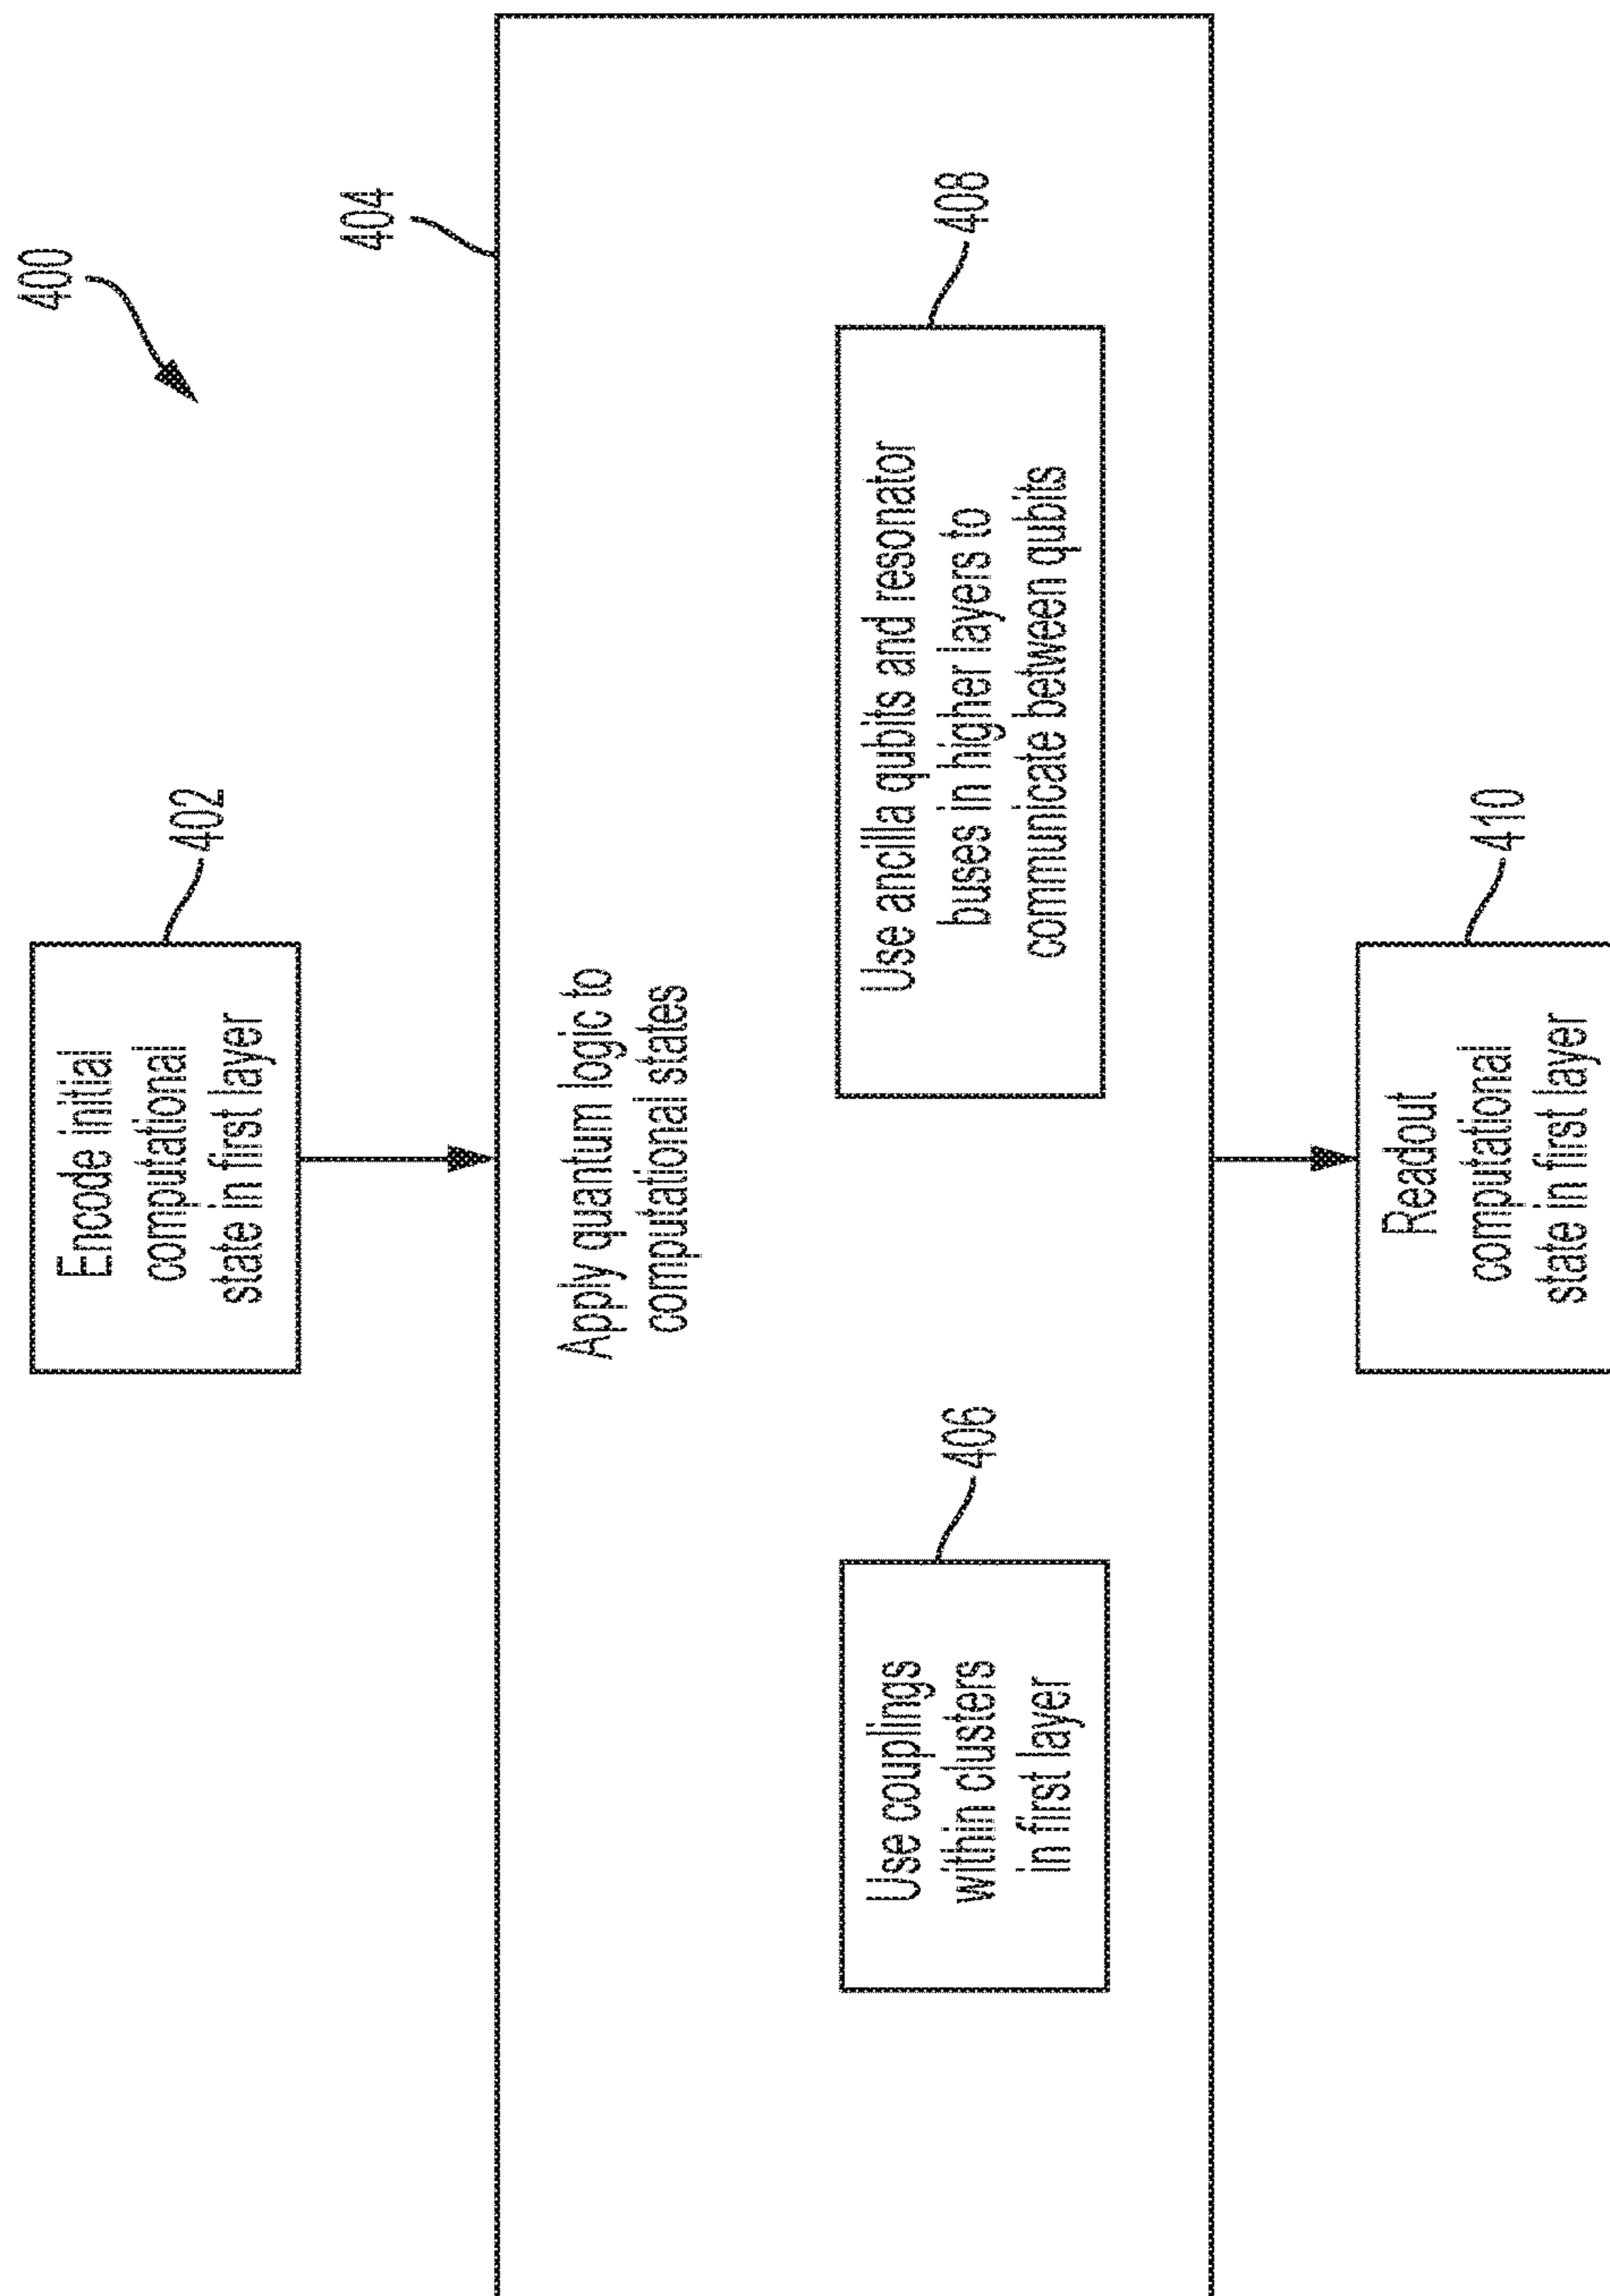 400
402
Encode initial
computational
state in first layer
404
Apply quantum logic to
computational states
406
Use couplings
within clusters
in first layer
408
Use ancilla qubits and resonator
buses in higher layers to
communicate between qubits
410
Readout
computational
state in first layer